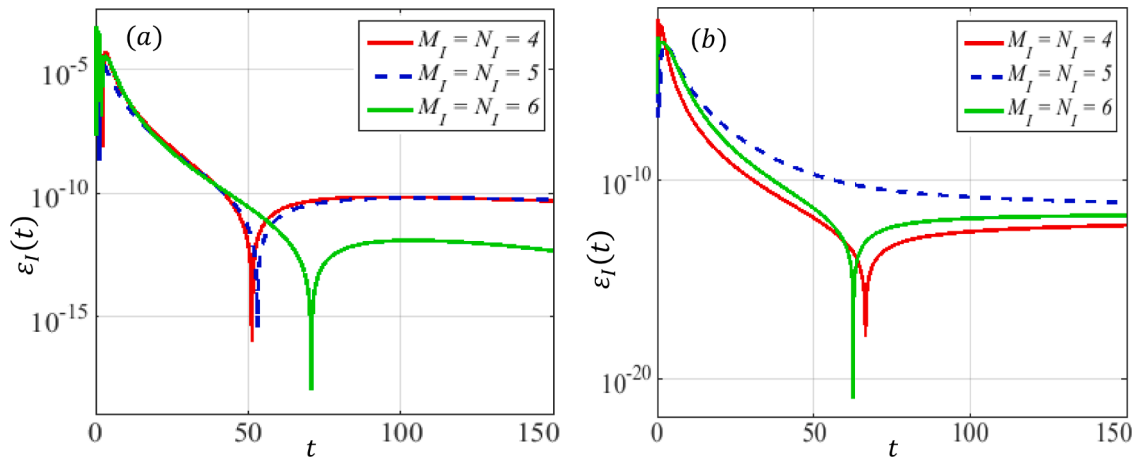 (a)
M_I = N_I = 4
M_I = N_I = 5
M_I = N_I = 6
10^-5
10^-10
10^-15
ε_I(t)
0
50
100
150
t
(b)
M_I = N_I = 4
M_I = N_I = 5
M_I = N_I = 6
10^-10
10^-20
ε_I(t)
0
50
100
150
t